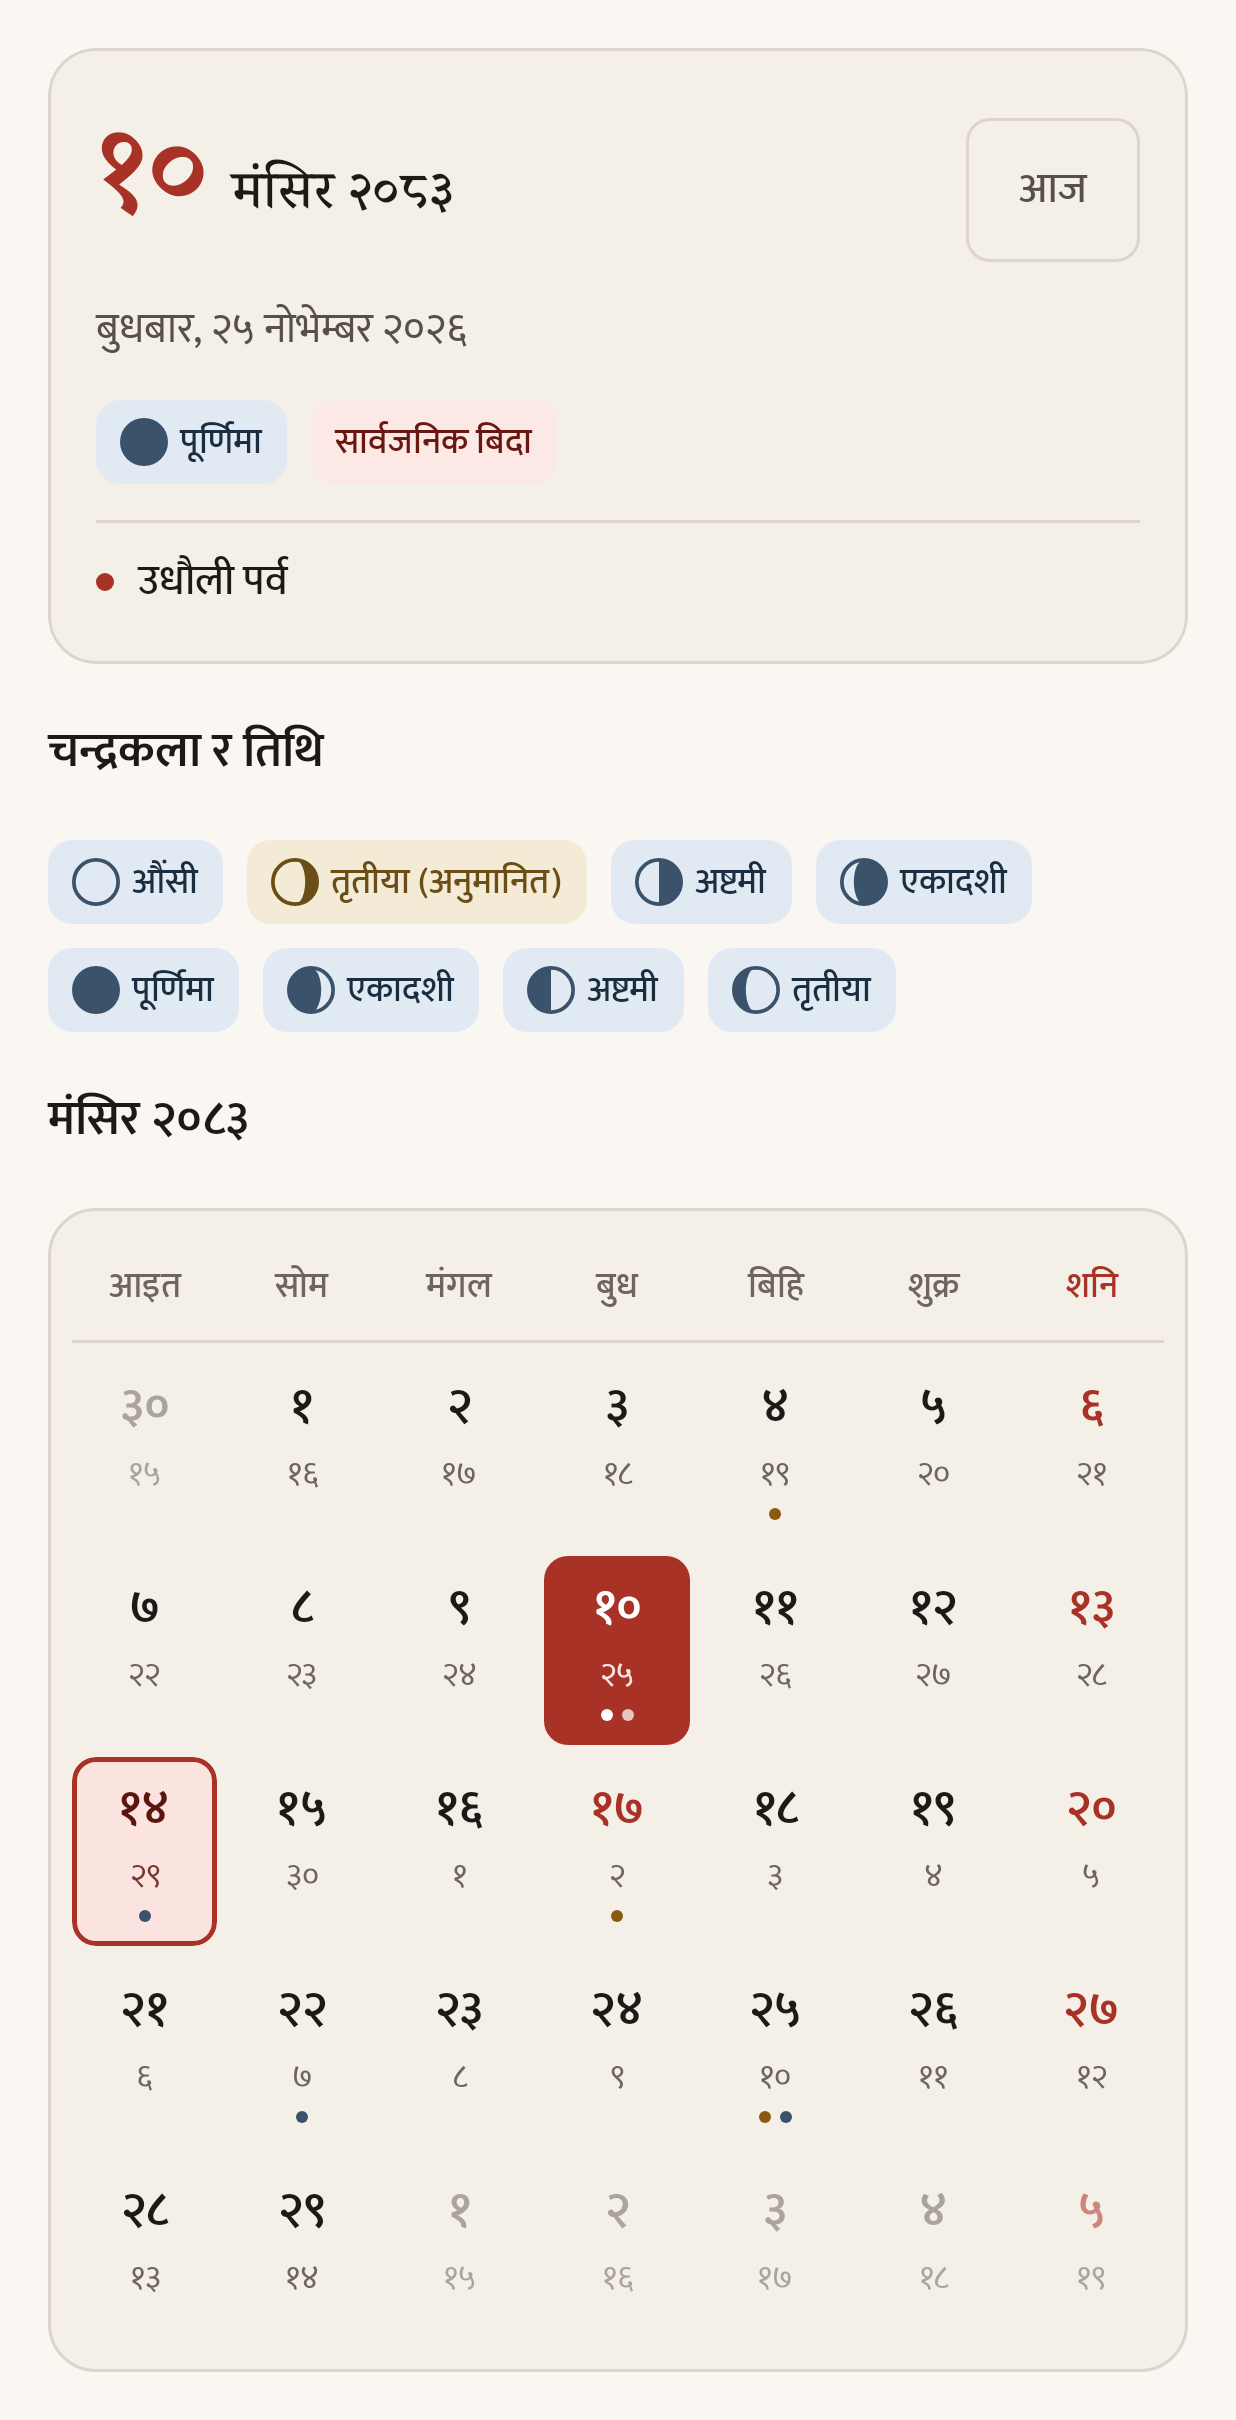 १० मंसिर २०८३ आज
बुधबार, २५ नोभेम्बर २०२६
पूर्णिमा सार्वजनिक बिदा
उधौली पर्व
चन्द्रकला र तिथि
औंसी तृतीया (अनुमानित) अष्टमी एकादशी
पूर्णिमा एकादशी अष्टमी तृतीया
मंसिर २०८३
आइत सोम मंगल बुध बिहि शुक्र शनि
३० १ २ ३ ४ ५ ६
१५ १६ १७ १८ १९ २० २१
७ ८ ९ १० ११ १२ १३
२२ २३ २४ २५ २६ २७ २८
१४ १५ १६ १७ १८ १९ २०
२९ ३० १ २ ३ ४ ५
२१ २२ २३ २४ २५ २६ २७
६ ७ ८ ९ १० ११ १२
२८ २९ १ २ ३ ४ ५
१३ १४ १५ १६ १७ १८ १९